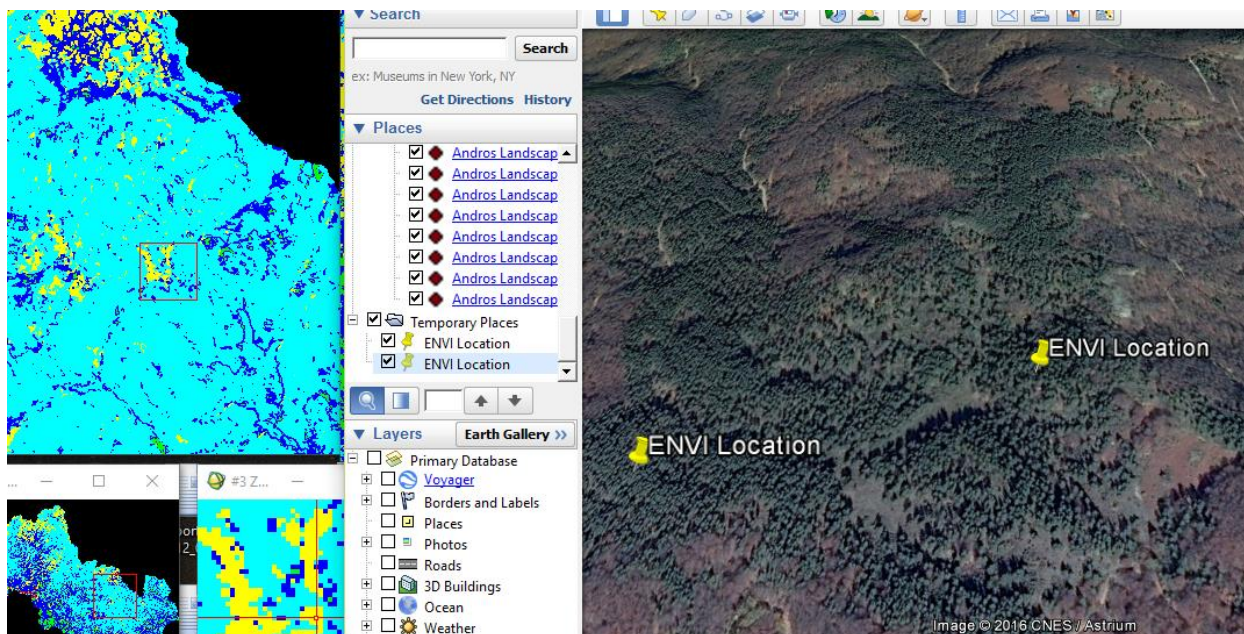 Search
Search
ex: Museums in New York, NY
Get Directions History
Places
Andros Landscap
Andros Landscap
Andros Landscap
Andros Landscap
Andros Landscap
Andros Landscap
Andros Landscap
Andros Landscap
Temporary Places
ENVI Location
ENVI Location
Layers
Earth Gallery >>
Primary Database
Voyager
Borders and Labels
Places
Photos
Roads
3D Buildings
Ocean
Weather
#3 Z...
ENVI Location
ENVI Location
Image © 2016 CNES / Astrium